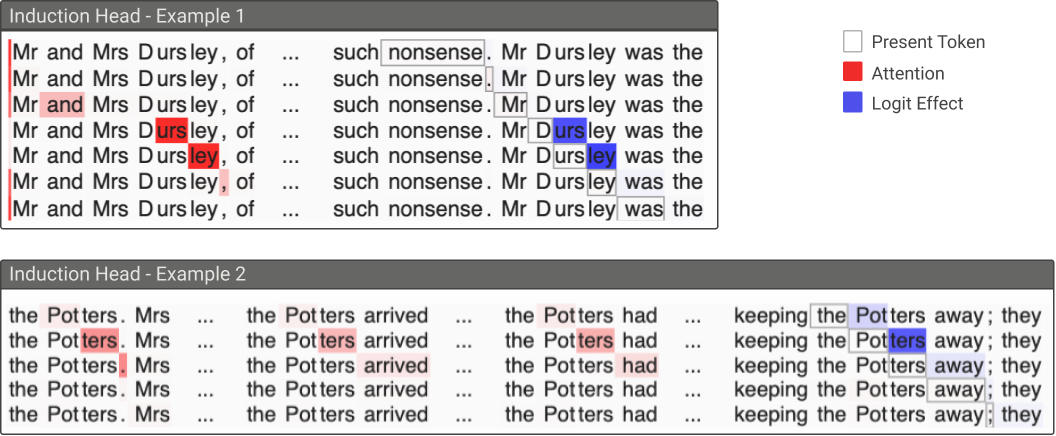 Induction Head - Example 1
Mr and Mrs Dursley, of ... such nonsense. Mr Dursley was the
Mr and Mrs Dursley, of ... such nonsense. Mr Dursley was the
Mr and Mrs Dursley, of ... such nonsense. Mr Dursley was the
Mr and Mrs Dursley, of ... such nonsense. Mr Dursley was the
Mr and Mrs Dursley, of ... such nonsense. Mr Dursley was the
Mr and Mrs Dursley, of ... such nonsense. Mr Dursley was the
Mr and Mrs Dursley, of ... such nonsense. Mr Dursley was the
Present Token
Attention
Logit Effect
Induction Head - Example 2
the Potters. Mrs ... the Potters arrived ... the Potters had ... keeping the Potters away; they
the Potters. Mrs ... the Potters arrived ... the Potters had ... keeping the Potters away; they
the Potters. Mrs ... the Potters arrived ... the Potters had ... keeping the Potters away; they
the Potters. Mrs ... the Potters arrived ... the Potters had ... keeping the Potters away; they
the Potters. Mrs ... the Potters arrived ... the Potters had ... keeping the Potters away; they